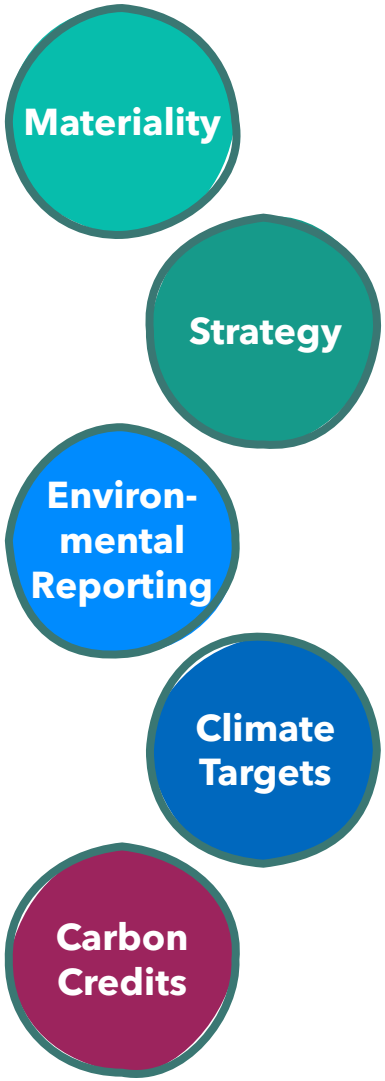 Materiality
Strategy
Environ-
mental
Reporting
Climate
Targets
Carbon
Credits